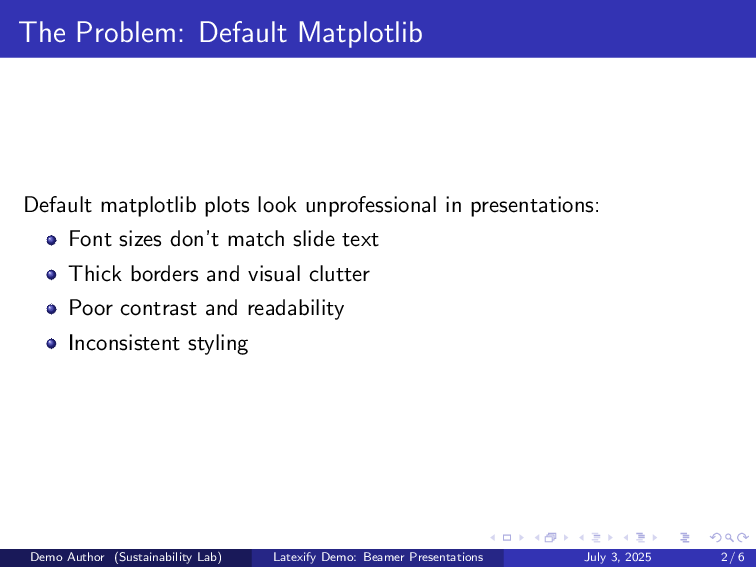 The Problem: Default Matplotlib
Default matplotlib plots look unprofessional in presentations:
Font sizes don't match slide text
Thick borders and visual clutter
Poor contrast and readability
Inconsistent styling
Demo Author (Sustainability Lab) Latexify Demo: Beamer Presentations July 3, 2025 2 / 6